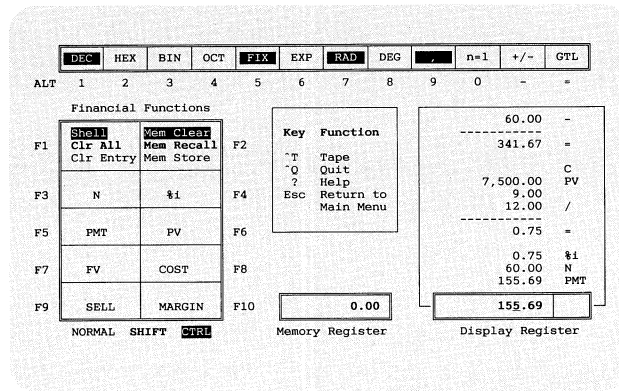 DEC HEX BIN OCT FIX EXP RAD DEG , n=1 +/- GTL
ALT 1 2 3 4 5 6 7 8 9 0 - =
Financial Functions
F1 Shell Mem Clear F2
Clr All Mem Recall
Clr Entry Mem Store
F3 N %i F4
F5 PMT PV F6
F7 FV COST F8
F9 SELL MARGIN F10
NORMAL SHIFT CTRL
Key Function
^T Tape
^Q Quit
? Help
Esc Return to
Main Menu
0.00
Memory Register
60.00 -
------------
341.67 =
C
7,500.00 PV
9.00
12.00 /
------------
0.75 =
0.75 %i
60.00 N
155.69 PMT
155.69
Display Register